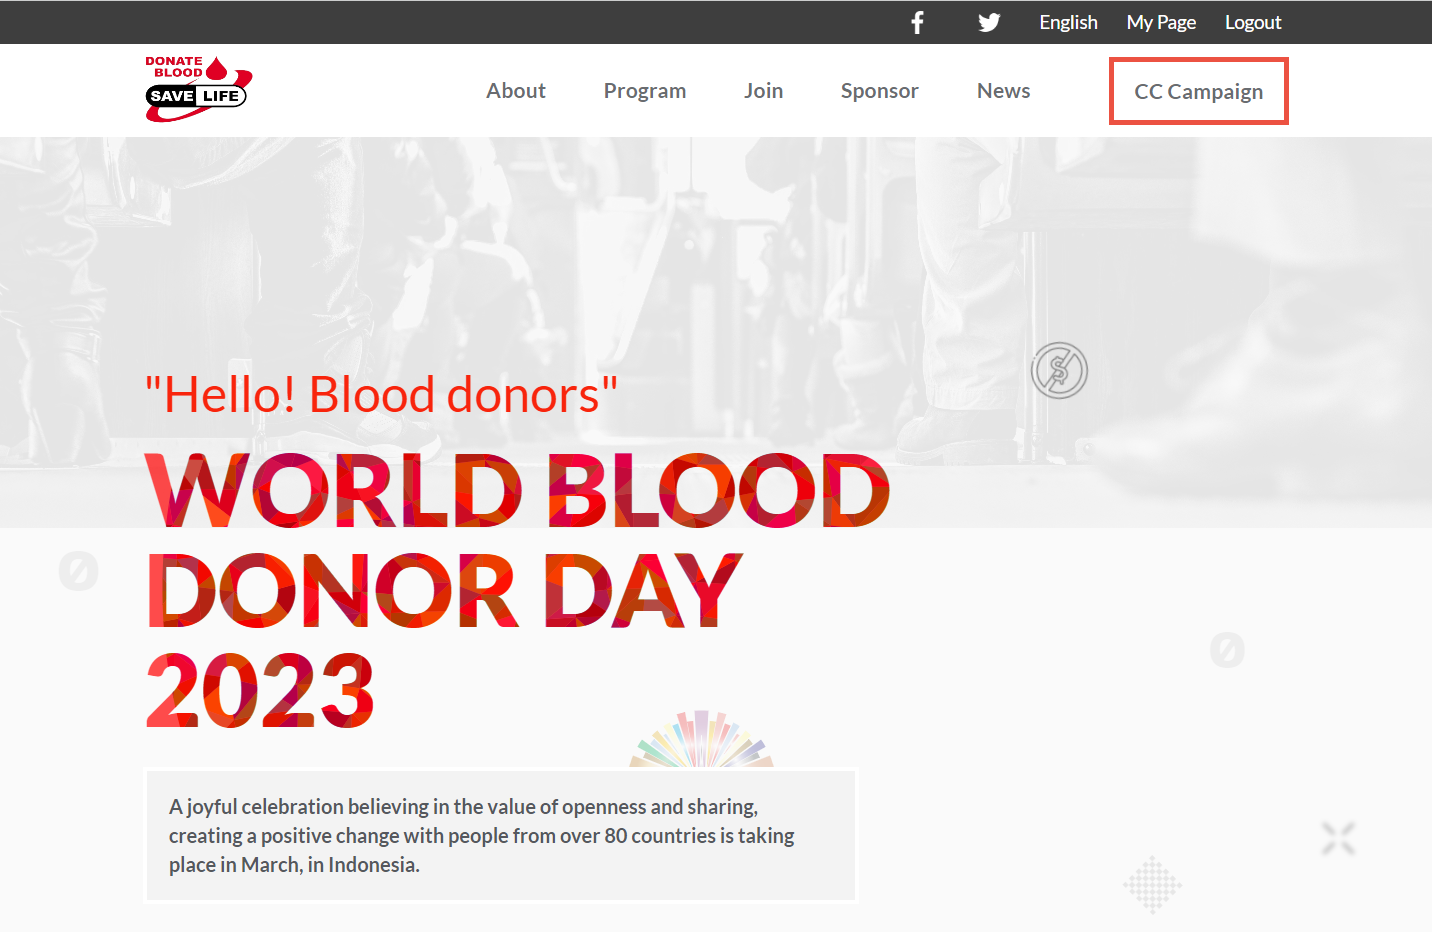 English My Page Logout
DONATE
BLOOD
SAVE LIFE
About Program Join Sponsor News CC Campaign
"Hello! Blood donors"
WORLD BLOOD
DONOR DAY
2023
A joyful celebration believing in the value of openness and sharing,
creating a positive change with people from over 80 countries is taking
place in March, in Indonesia.